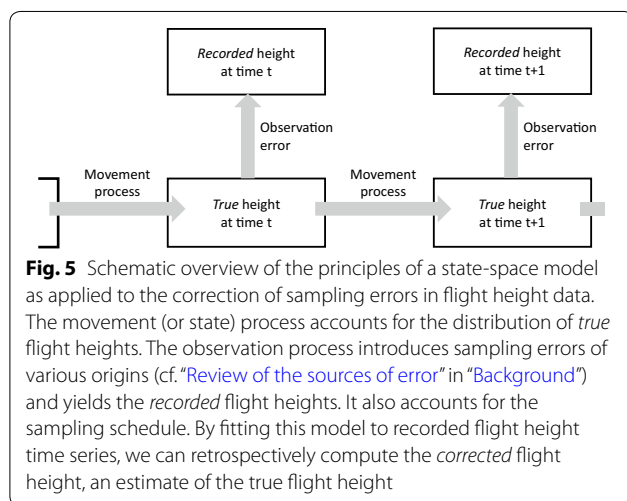 Recorded height
at time t
Recorded height
at time t+1
Observation
error
Observation
error
Movement
process
Movement
process
True height
at time t
True height
at time t+1
Fig. 5 Schematic overview of the principles of a state-space model
as applied to the correction of sampling errors in flight height data.
The movement (or state) process accounts for the distribution of true
flight heights. The observation process introduces sampling errors of
various origins (cf. “Review of the sources of error” in “Background”)
and yields the recorded flight heights. It also accounts for the
sampling schedule. By fitting this model to recorded flight height
time series, we can retrospectively compute the corrected flight
height, an estimate of the true flight height